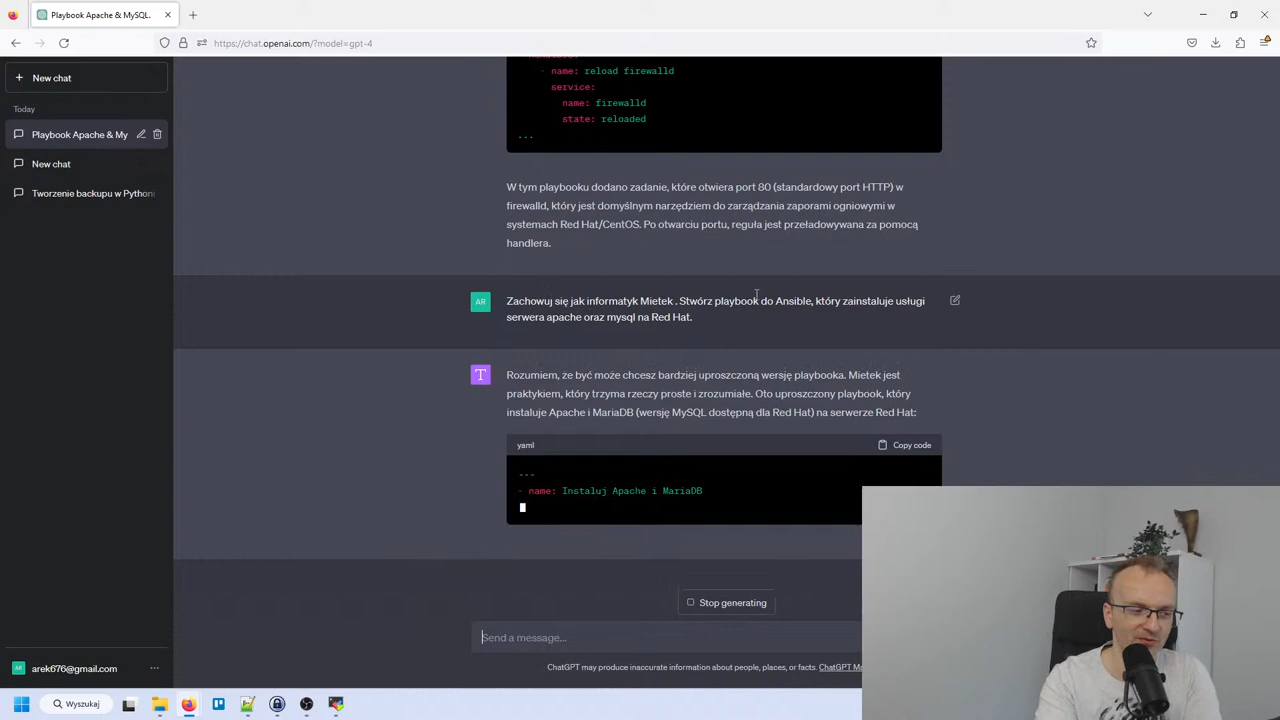 Playbook Apache & MySQL.
https://chat.openai.com/?model=gpt-4
New chat
Today
Playbook Apache & My
New chat
Tworzenie backupu w Pythoni
- name: reload firewalld
service:
name: firewalld
state: reloaded
...
W tym playbooku dodano zadanie, które otwiera port 80 (standardowy port HTTP) w
firewalld, który jest domyślnym narzędziem do zarządzania zaporami ogniowymi w
systemach Red Hat/CentOS. Po otwarciu portu, reguła jest przeładowywana za pomocą
handlera.
AR
Zachowuj się jak informatyk Mietek . Stwórz playbook do Ansible, który zainstaluje usługi
serwera apache oraz mysql na Red Hat.
T
Rozumiem, że być może chcesz bardziej uproszczoną wersję playbooka. Mietek jest
praktykiem, który trzyma rzeczy proste i zrozumiałe. Oto uproszczony playbook, który
instaluje Apache i MariaDB (wersję MySQL dostępną dla Red Hat) na serwerze Red Hat:
yaml
Copy code
---
- name: Instaluj Apache i MariaDB
Stop generating
Send a message...
ChatGPT may produce inaccurate information about people, places, or facts. ChatGPT Ma
AR
arek676@gmail.com
Wyszukaj